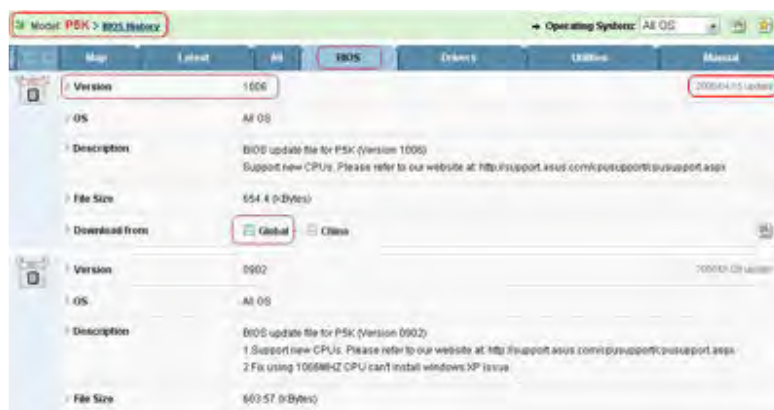 Model: P5K > BIOS History
Operating System: All OS
Map Latest All BIOS Drivers Utilities Manual
Version 1006 2008/04/15 update
OS All OS
Description BIOS update file for P5K (Version 1006)
Support new CPUs. Please refer to our website at: http://support.asus.com/cpusupport/cpusupport.aspx
File Size 654.4 (KBytes)
Download from Global China
Version 0902 update
OS All OS
Description BIOS update file for P5K (Version 0902)
1.Support new CPUs. Please refer to our website at: http://support.asus.com/cpusupport/cpusupport.aspx
2.Fix using 1066MHZ CPU can't install windows XP issue
File Size 603.57 (KBytes)